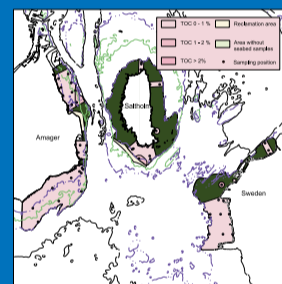 TOC 0 - 1 %
Reclamation area
TOC 1 - 2 %
Area without
seabed samples
TOC > 2%
Sampling position
Saltholm
Amager
Sweden